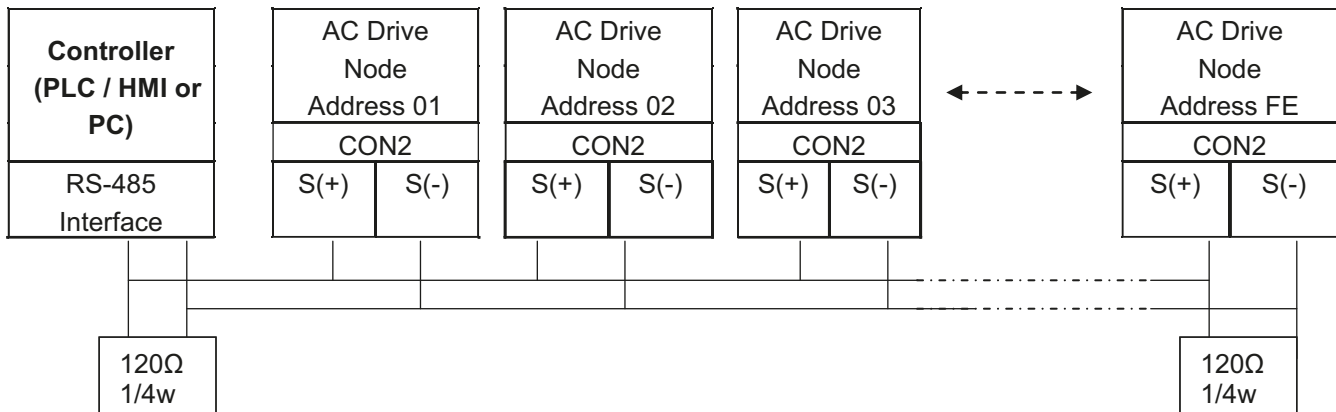 Controller
(PLC / HMI or
PC)
RS-485
Interface
AC Drive
Node
Address 01
CON2
S(+) S(-)
AC Drive
Node
Address 02
CON2
S(+) S(-)
AC Drive
Node
Address 03
CON2
S(+) S(-)
AC Drive
Node
Address FE
CON2
S(+) S(-)
120Ω
1/4w
120Ω
1/4w